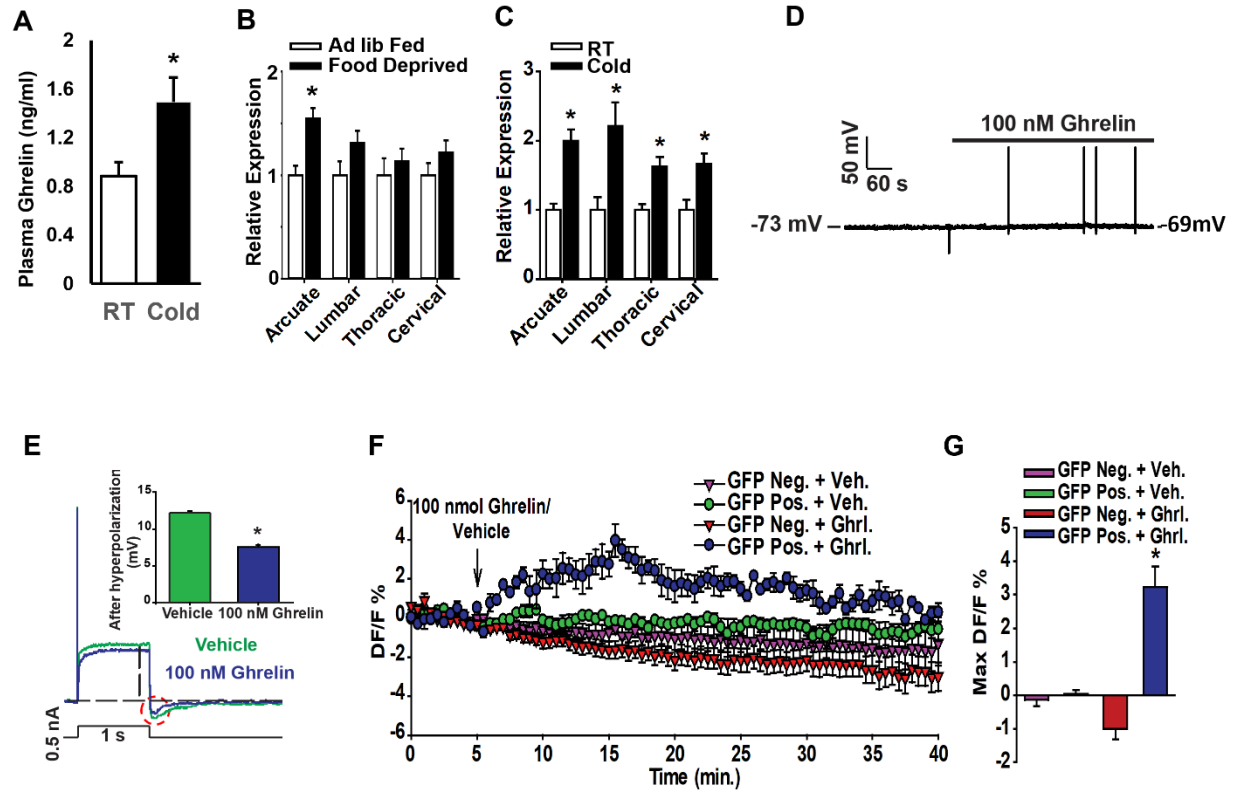 A
Plasma Ghrelin (ng/ml)
2
1.6
1.2
0.8
0.4
0
*
RT Cold
B
Ad lib Fed
Food Deprived
Relative Expression
2
1
0
*
Arcuate
Lumbar
Thoracic
Cervical
C
RT
Cold
Relative Expression
3
2
1
0
* * * *
Arcuate
Lumbar
Thoracic
Cervical
D
100 nM Ghrelin
50 mV
60 s
-73 mV
-69mV
E
After hyperpolarization
(mV)
15
10
5
0
*
Vehicle 100 nM Ghrelin
Vehicle
100 nM Ghrelin
0.5 nA
1 s
F
100 nmol Ghrelin/
Vehicle
GFP Neg. + Veh.
GFP Pos. + Veh.
GFP Neg. + Ghrl.
GFP Pos. + Ghrl.
DF/F %
6
4
2
0
-2
-4
-6
0 5 10 15 20 25 30 35 40
Time (min.)
G
GFP Neg. + Veh.
GFP Pos. + Veh.
GFP Neg. + Ghrl.
GFP Pos. + Ghrl.
Max DF/F %
5
4
3
2
1
0
-1
-2
*